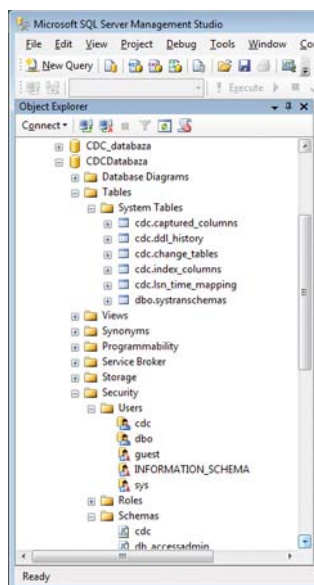 Microsoft SQL Server Management Studio
File Edit View Project Debug Tools Window
New Query
Execute
Object Explorer
Connect
CDC_databaza
CDCDatabaza
Database Diagrams
Tables
System Tables
cdc.captured_columns
cdc.ddl_history
cdc.change_tables
cdc.index_columns
cdc.lsn_time_mapping
dbo.systranschemas
Views
Synonyms
Programmability
Service Broker
Storage
Security
Users
cdc
dbo
guest
INFORMATION_SCHEMA
sys
Roles
Schemas
cdc
db_accessadmin
Ready